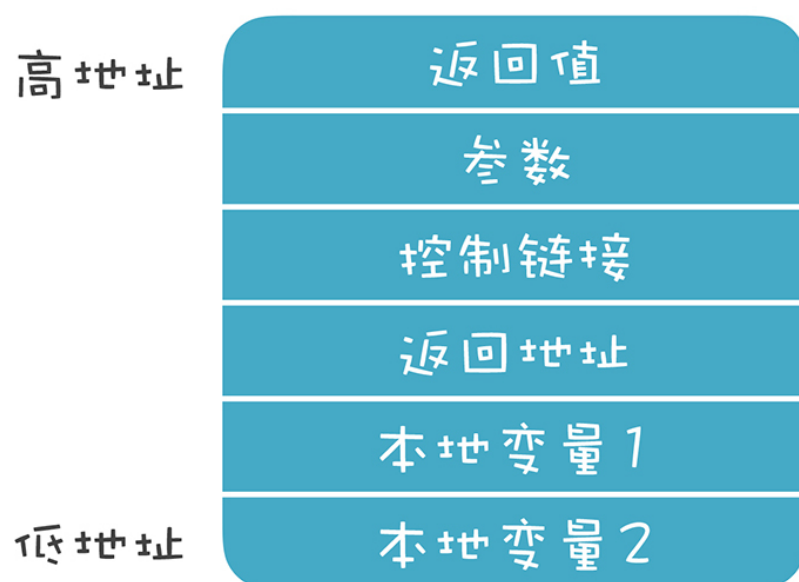 高地址
返回值
参数
控制链接
返回地址
本地变量1
低地址
本地变量2